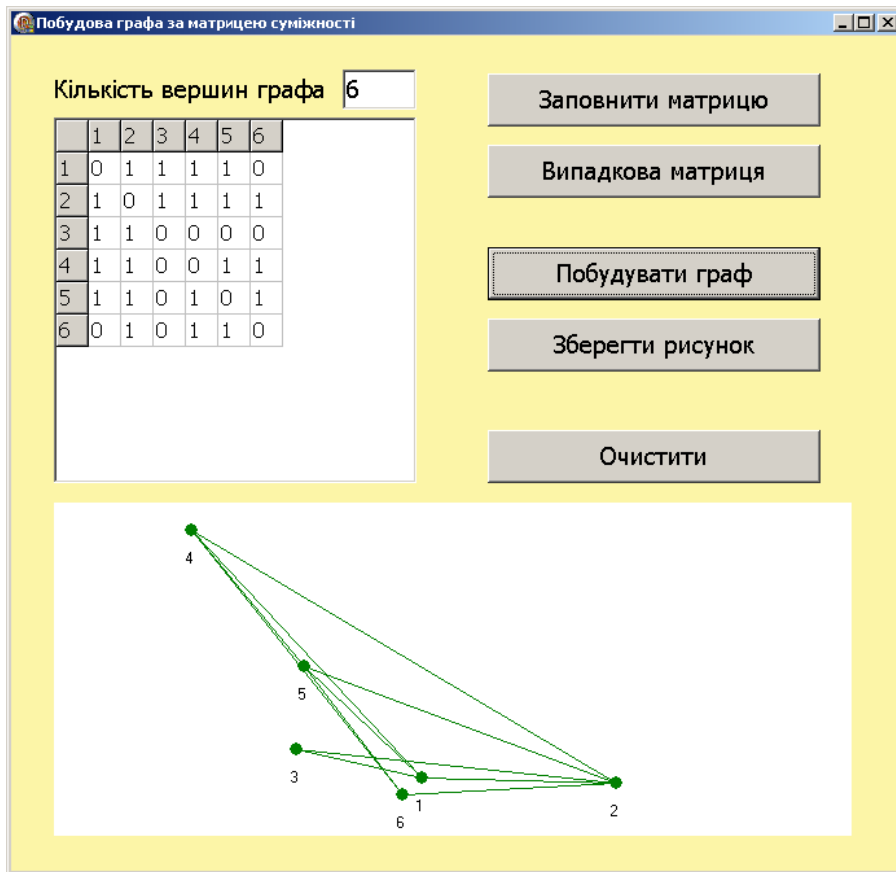 Побудова графа за матрицею суміжності
Кількість вершин графа 6
1 2 3 4 5 6
1 0 1 1 1 1 0
2 1 0 1 1 1 1
3 1 1 0 0 0 0
4 1 1 0 0 1 1
5 1 1 0 1 0 1
6 0 1 0 1 1 0
Заповнити матрицю
Випадкова матриця
Побудувати граф
Зберегти рисунок
Очистити
4
5
3
1
2
6